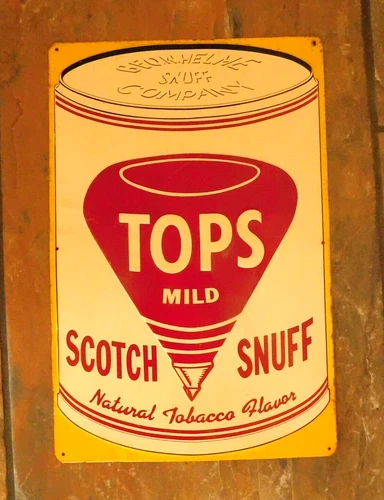 GEO.W.HELME
SNUFF
COMPANY
TOPS
MILD
SCOTCH SNUFF
Natural Tobacco Flavor